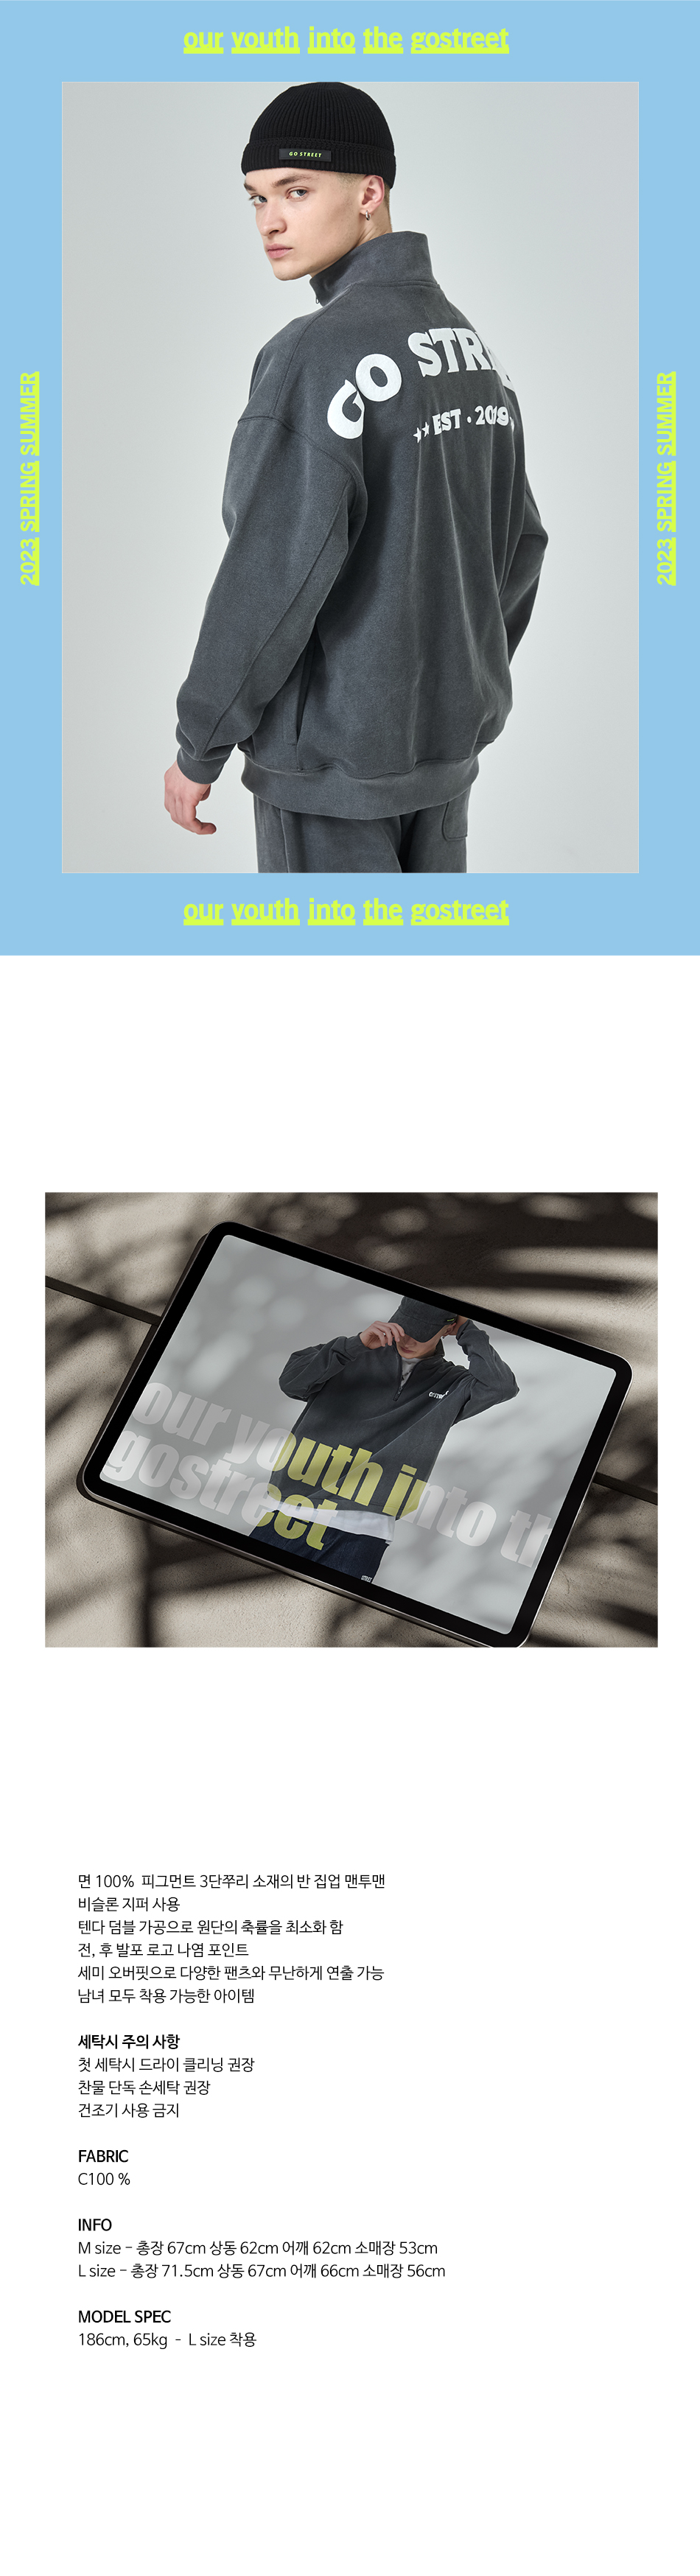 our youth into the gostreet
GO STREET
GO STRE
EST · 2019
2023 SPRING SUMMER
2023 SPRING SUMMER
our youth into the gostreet
our youth into th
gostreet
면 100%  피그먼트 3단쭈리 소재의 반 집업 맨투맨
비슬론 지퍼 사용
텐다 덤블 가공으로 원단의 축률을 최소화 함
전, 후 발포 로고 나염 포인트
세미 오버핏으로 다양한 팬츠와 무난하게 연출 가능
남녀 모두 착용 가능한 아이템
세탁시 주의 사항
첫 세탁시 드라이 클리닝 권장
찬물 단독 손세탁 권장
건조기 사용 금지
FABRIC
C100 %
INFO
M size – 총장 67cm 상동 62cm 어깨 62cm 소매장 53cm
L size – 총장 71.5cm 상동 67cm 어깨 66cm 소매장 56cm
MODEL SPEC
186cm, 65kg  -  L size 착용